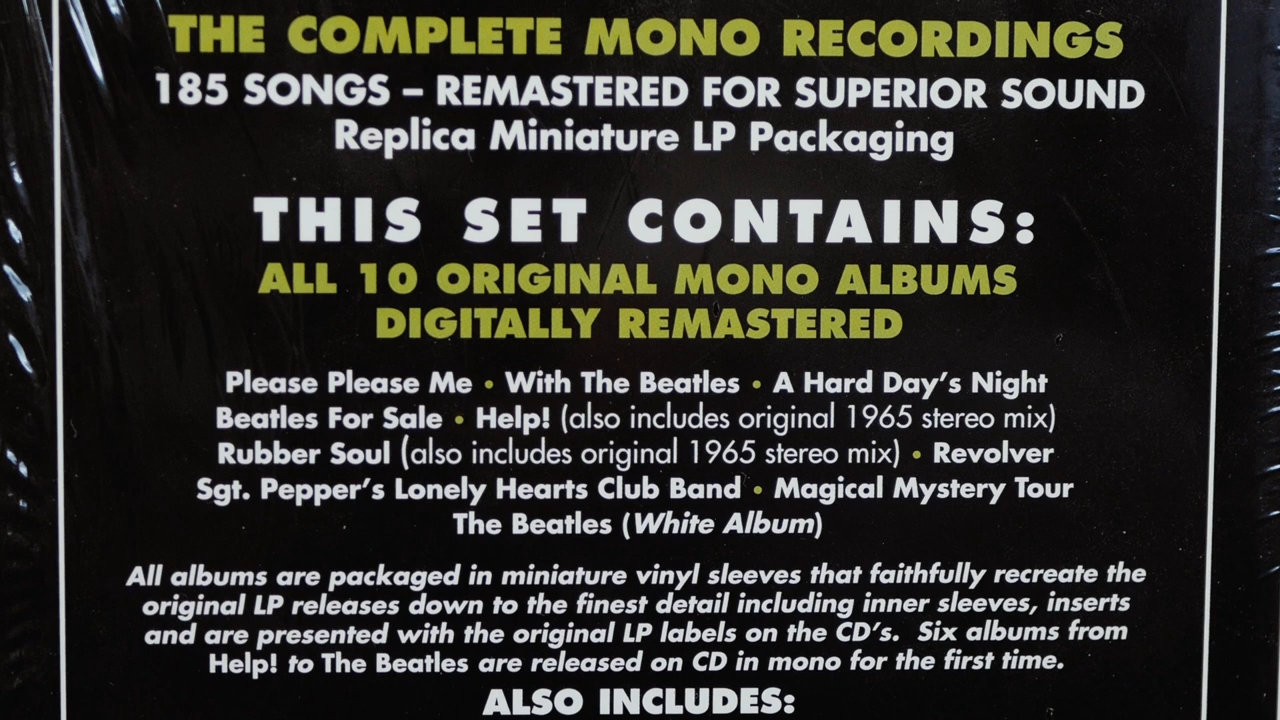 THE COMPLETE MONO RECORDINGS
185 SONGS – REMASTERED FOR SUPERIOR SOUND
Replica Miniature LP Packaging
THIS SET CONTAINS:
ALL 10 ORIGINAL MONO ALBUMS
DIGITALLY REMASTERED
Please Please Me • With The Beatles • A Hard Day's Night
Beatles For Sale • Help! (also includes original 1965 stereo mix)
Rubber Soul (also includes original 1965 stereo mix) • Revolver
Sgt. Pepper's Lonely Hearts Club Band • Magical Mystery Tour
The Beatles (White Album)
All albums are packaged in miniature vinyl sleeves that faithfully recreate the
original LP releases down to the finest detail including inner sleeves, inserts
and are presented with the original LP labels on the CD's. Six albums from
Help! to The Beatles are released on CD in mono for the first time.
ALSO INCLUDES: